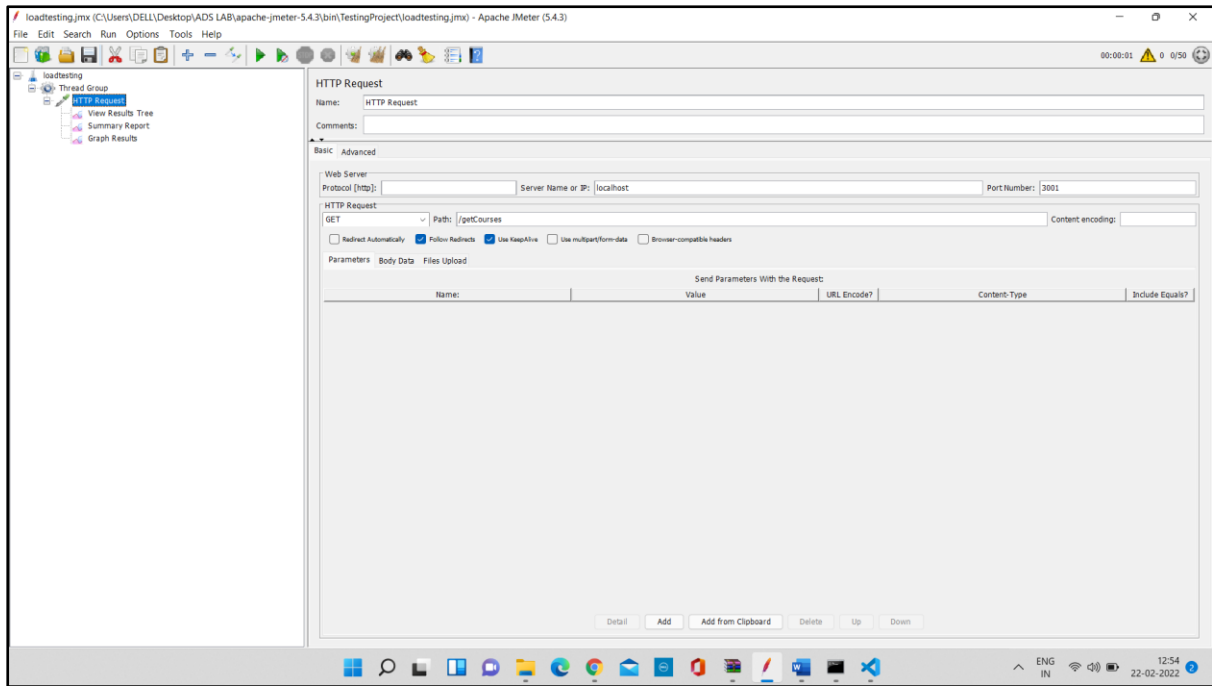 loadtesting.jmx (C:\Users\DELL\Desktop\ADS LAB\apache-jmeter-5.4.3\bin\TestingProject\loadtesting.jmx) - Apache JMeter (5.4.3)
File Edit Search Run Options Tools Help
00:00:01 0 0/50
loadtesting
Thread Group
HTTP Request
View Results Tree
Summary Report
Graph Results
HTTP Request
Name: HTTP Request
Comments:
Basic Advanced
Web Server
Protocol [http]: Server Name or IP: localhost Port Number: 3001
HTTP Request
GET Path: /getCourses Content encoding:
Redirect Automatically Follow Redirects Use KeepAlive Use multipart/form-data Browser-compatible headers
Parameters Body Data Files Upload
Send Parameters With the Request:
Name: Value URL Encode? Content-Type Include Equals?
Detail Add Add from Clipboard Delete Up Down
ENG 12:54
IN 22-02-2022 2